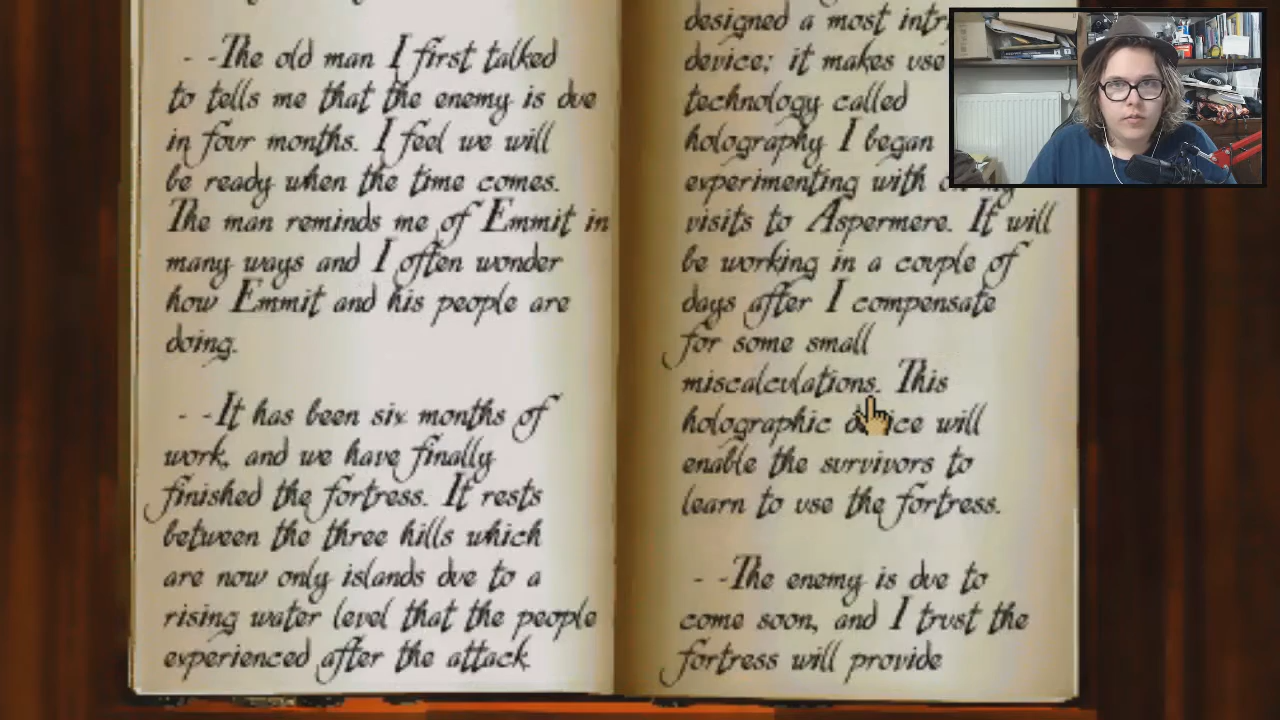 - -The old man I first talked
to tells me that the enemy is due
in four months. I feel we will
be ready when the time comes.
The man reminds me of Emmit in
many ways and I often wonder
how Emmit and his people are
doing.
- -It has been six months of
work, and we have finally
finished the fortress. It rests
between the three hills which
are now only islands due to a
rising water level that the people
experienced after the attack.
designed a most
device; it makes use
technology called
holography I began
experimenting with on my
visits to Aspermere. It will
be working in a couple of
days after I compensate
for some small
miscalculations. This
holographic device will
enable the survivors to
learn to use the fortress.
- -The enemy is due to
come soon, and I trust the
fortress will provide